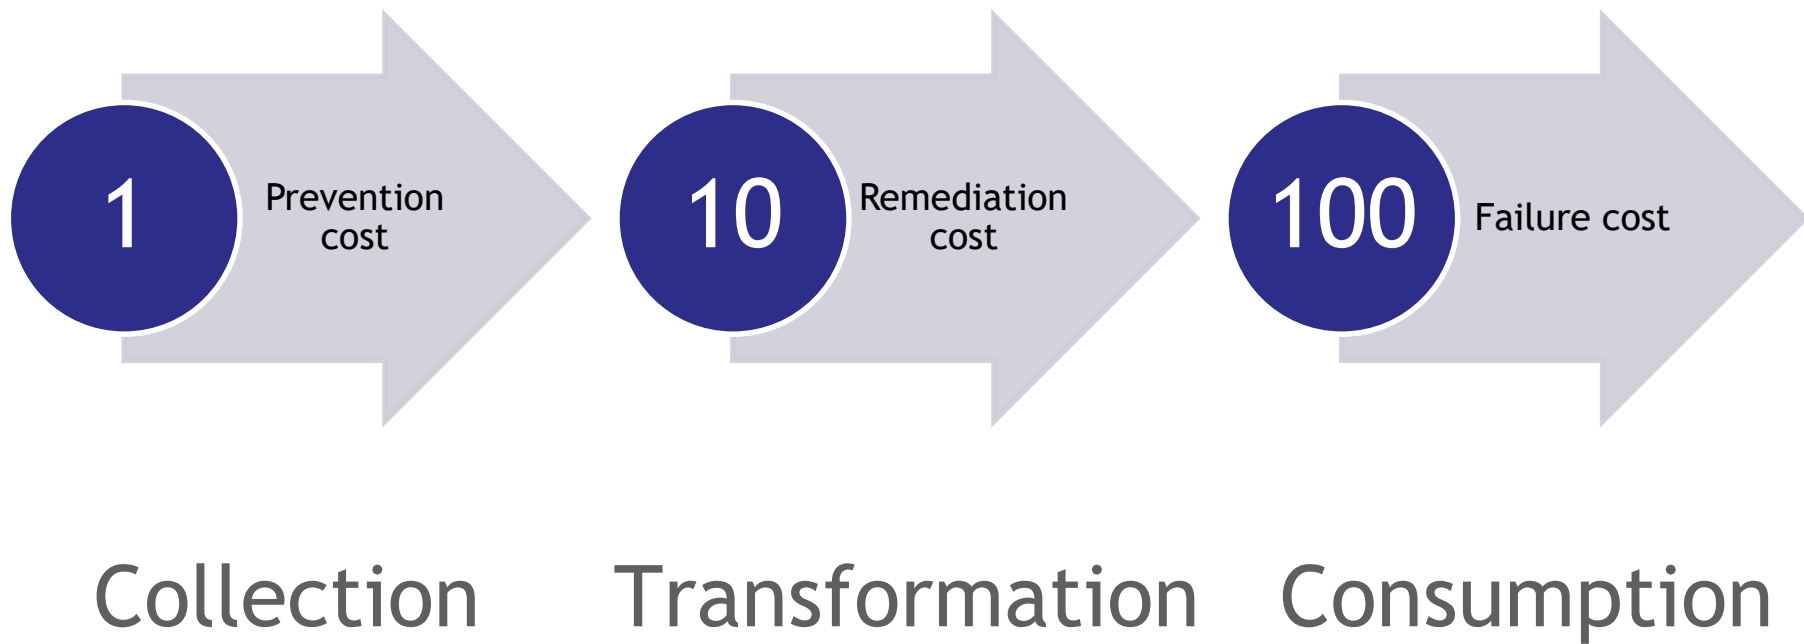 1
Prevention
cost
10
Remediation
cost
100
Failure cost
Collection
Transformation
Consumption